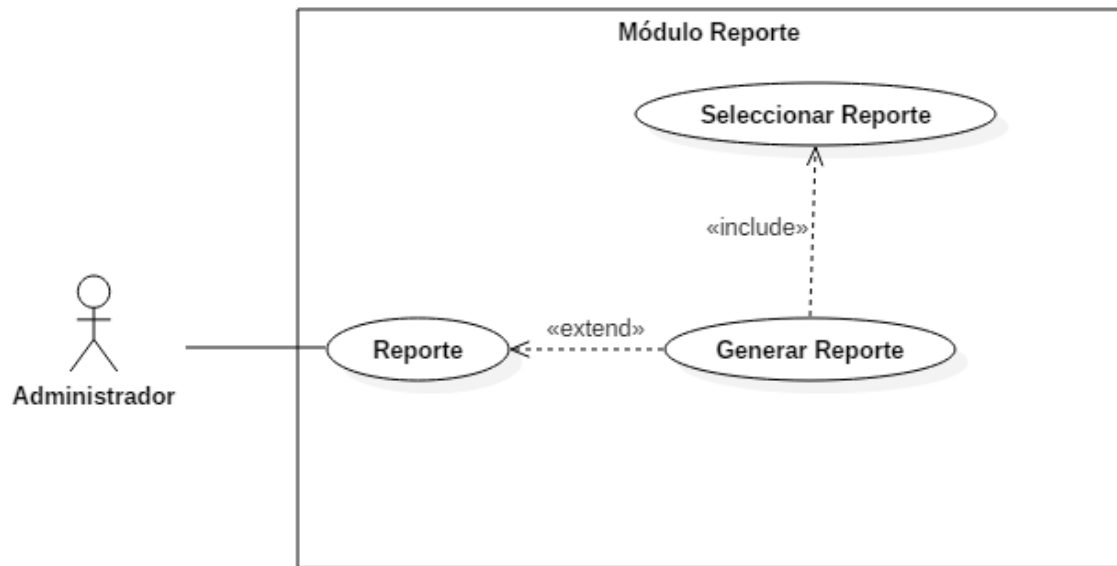 Módulo Reporte
Seleccionar Reporte
«include»
«extend»
Reporte
Generar Reporte
Administrador